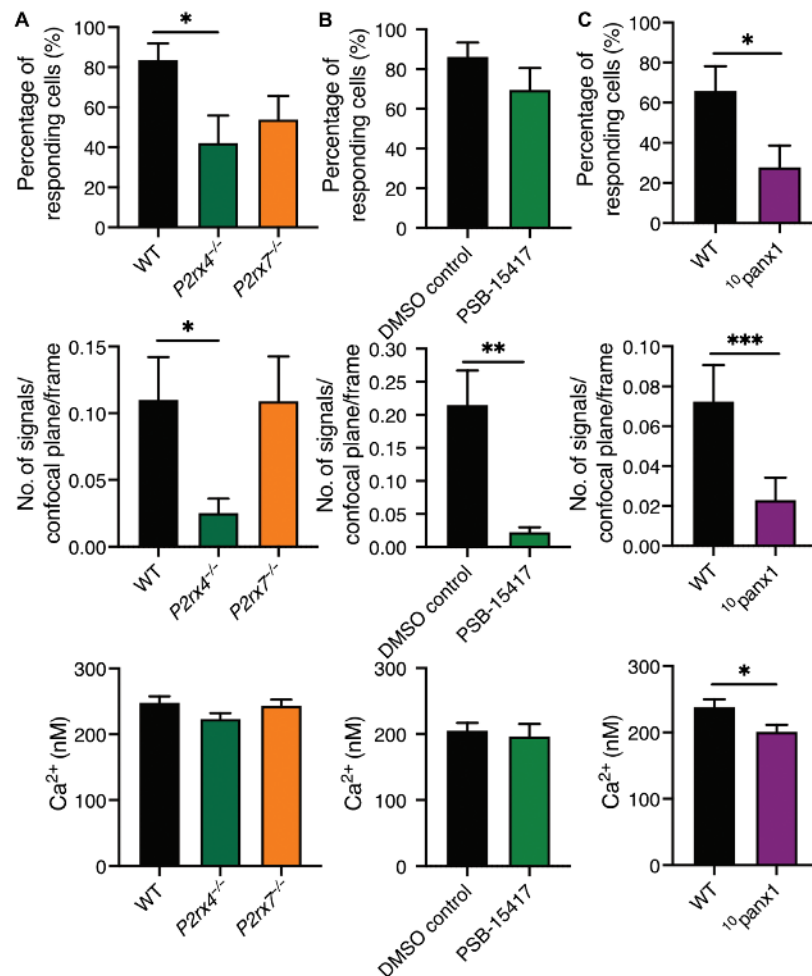 A
Percentage of
responding cells (%)
100
80
60
40
20
0
*
WT
P2rx4-/-
P2rx7-/-
B
Percentage of
responding cells (%)
100
80
60
40
20
0
DMSO control
PSB-15417
C
Percentage of
responding cells (%)
100
80
60
40
20
0
*
WT
10panx1
No. of signals/
confocal plane/frame
0.15
0.10
0.05
0.00
*
WT
P2rx4-/-
P2rx7-/-
No. of signals/
confocal plane/frame
0.30
0.25
0.20
0.15
0.10
0.05
0.00
**
DMSO control
PSB-15417
No. of signals/
confocal plane/frame
0.10
0.08
0.06
0.04
0.02
0.00
***
WT
10panx1
Ca2+ (nM)
300
200
100
0
WT
P2rx4-/-
P2rx7-/-
Ca2+ (nM)
300
200
100
0
DMSO control
PSB-15417
Ca2+ (nM)
300
200
100
0
*
WT
10panx1